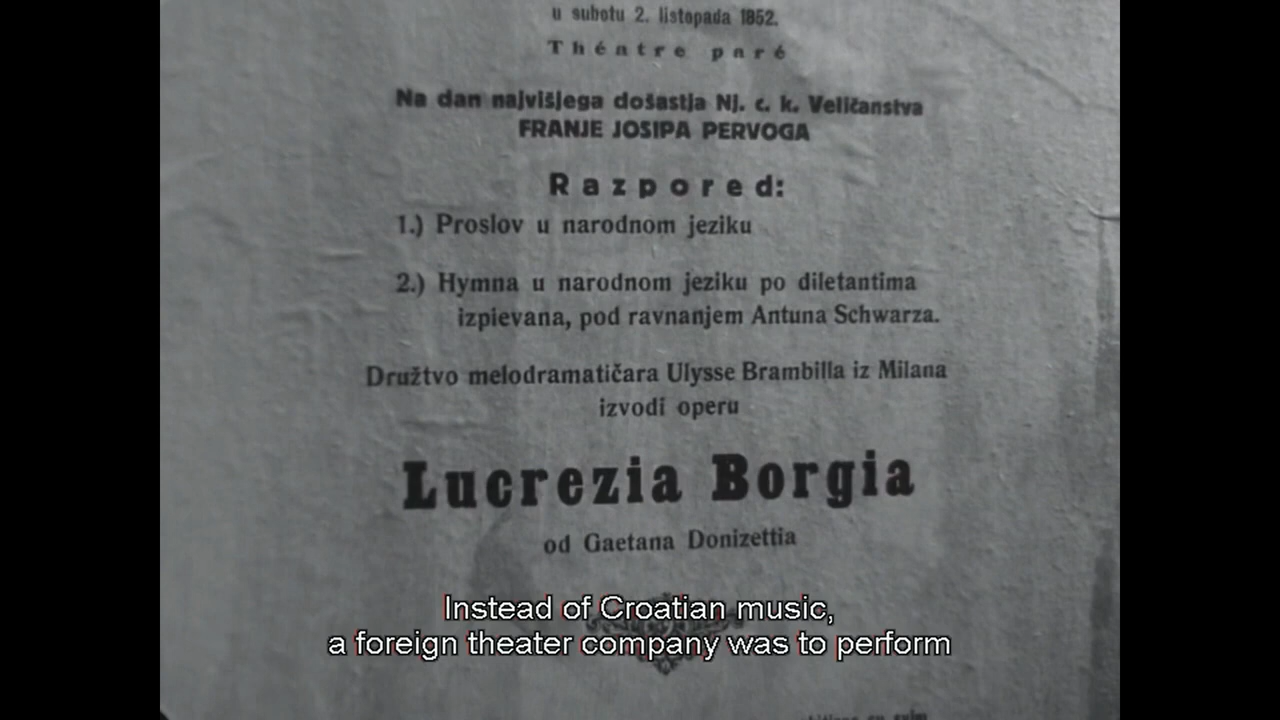 u subotu 2. listopada 1852.
Théatre paré
Na dan najvišjega došastja Nj. c. k. Veličanstva
FRANJE JOSIPA PERVOGA
Razpored:
1.) Proslov u narodnom jeziku
2.) Hymna u narodnom jeziku po diletantima
izpievana, pod ravnanjem Antuna Schwarza.
Družtvo melodramatičara Ulysse Brambilla iz Milana
izvodi operu
Lucrezia Borgia
od Gaetana Donizettia
Instead of Croatian music,
a foreign theater company was to perform